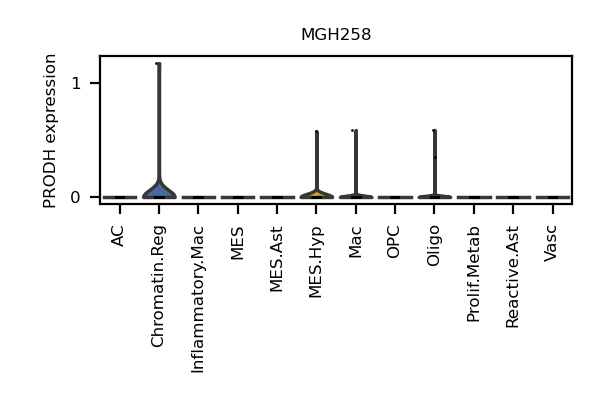 MGH258
PRODH expression
1
0
AC
Chromatin.Reg
Inflammatory.Mac
MES
MES.Ast
MES.Hyp
Mac
OPC
Oligo
Prolif.Metab
Reactive.Ast
Vasc